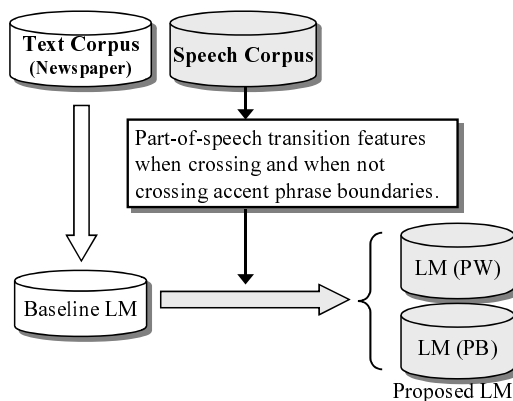 Text Corpus
(Newspaper)
Speech Corpus
Part-of-speech transition features
when crossing and when not
crossing accent phrase boundaries.
Baseline LM
LM (PW)
LM (PB)
Proposed LM